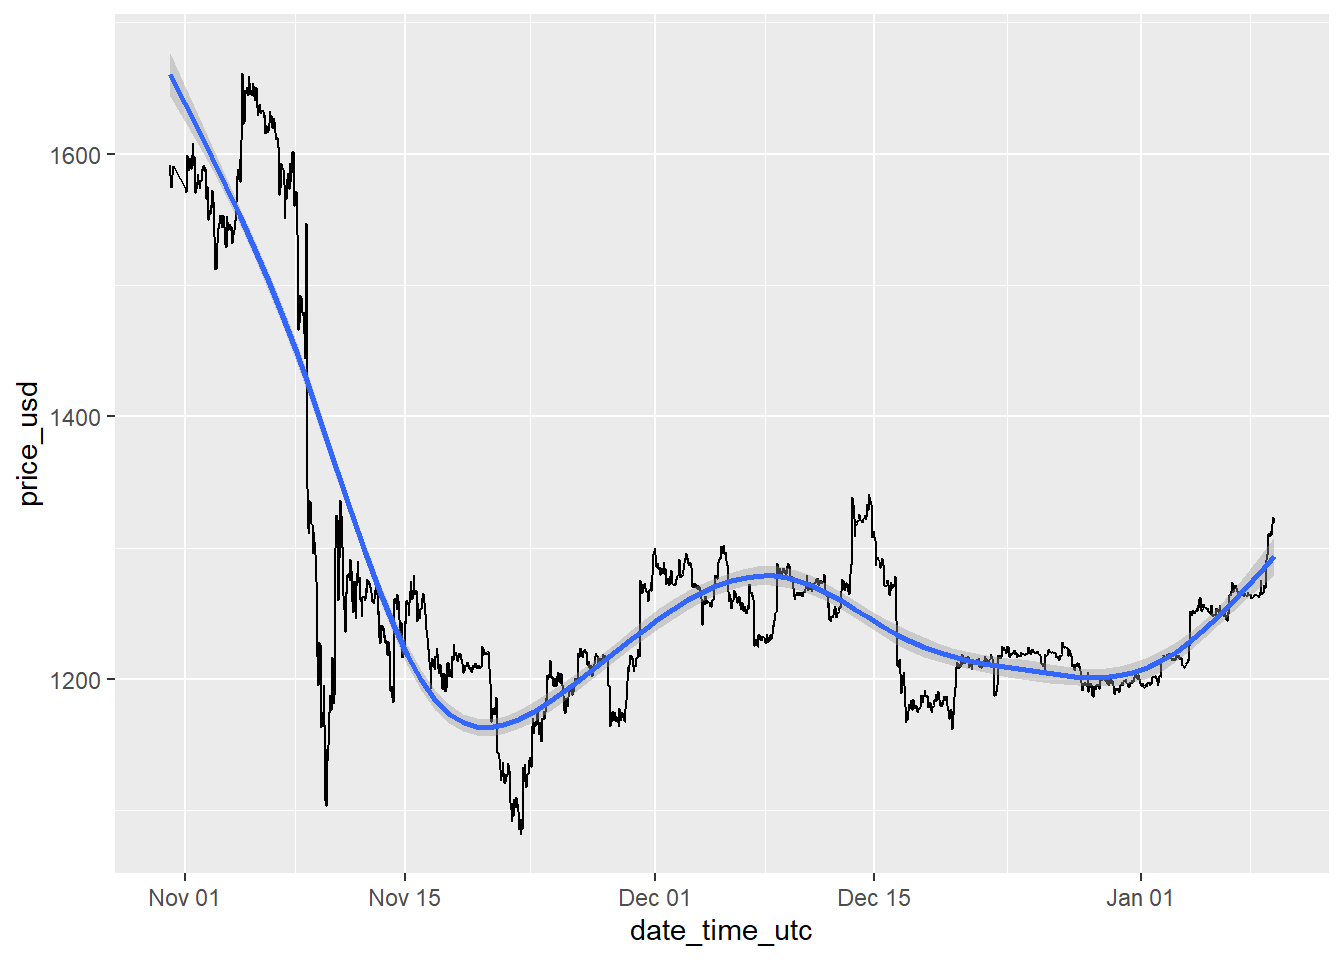 price_usd
1600
1400
1200
Nov 01
Nov 15
Dec 01
Dec 15
Jan 01
date_time_utc